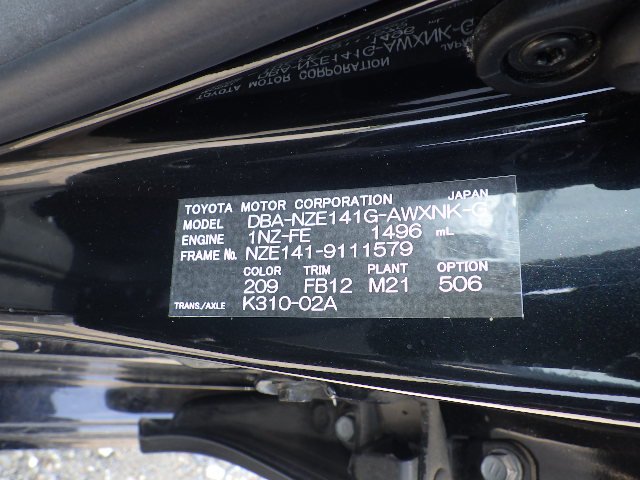 TOYOTA MOTOR CORPORATION JAPAN
MODEL DBA-NZE141G-AWXNK-G
ENGINE 1NZ-FE 1496 mL
FRAME No. NZE141-9111579
COLOR TRIM PLANT OPTION
209 FB12 M21 506
TRANS./AXLE K310-02A